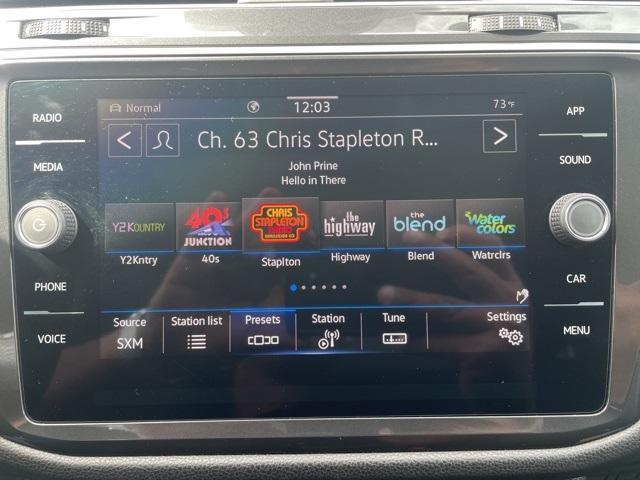 RADIO
MEDIA
PHONE
VOICE
Normal
12:03
73°F
Ch. 63 Chris Stapleton R...
John Prine
Hello in There
Y2KOUNTRY
40s JUNCTION
CHRIS STAPLETON
the highway
the blend
Water colors
Y2Kntry
40s
Staplton
Highway
Blend
Watrclrs
Source
SXM
Station list
Presets
Station
Tune
Settings
APP
SOUND
CAR
MENU